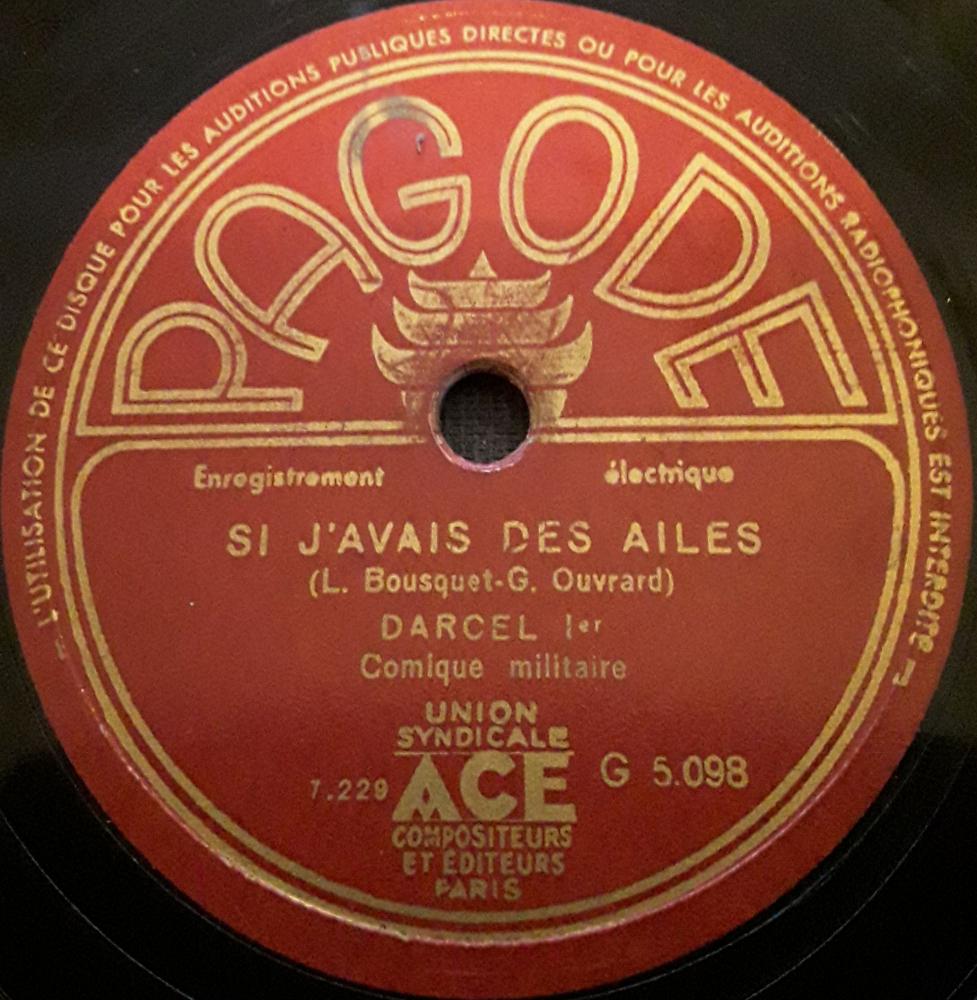 L'UTILISATION DE CE DISQUE POUR LES AUDITIONS PUBLIQUES DIRECTES OU POUR LES AUDITIONS RADIOPHONIQUES EST INTERDITE
PAGODE
Enregistrement électrique
SI J'AVAIS DES AILES
(L. Bousquet-G. Ouvrard)
DARCEL Ier
Comique militaire
UNION
SYNDICALE
7.229 ACE G 5.098
COMPOSITEURS
ET ÉDITEURS
PARIS